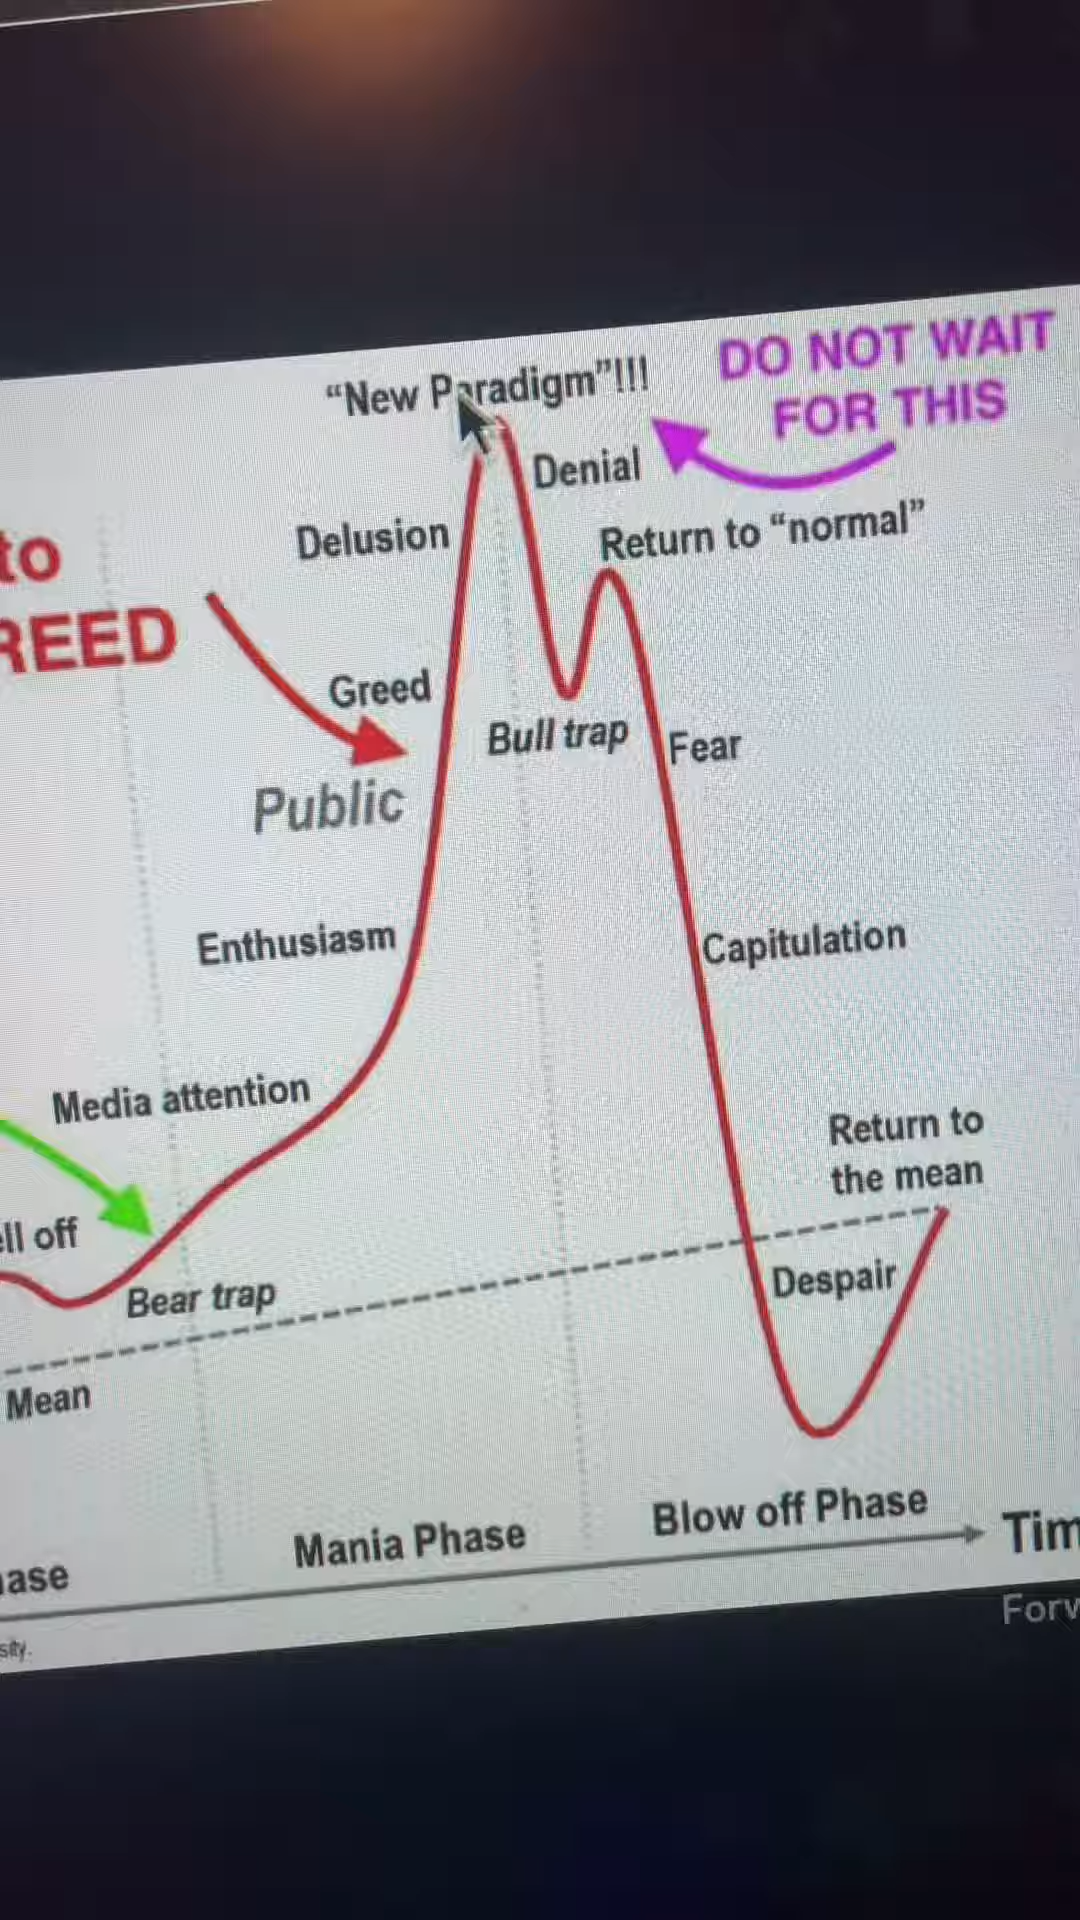 "New Paradigm"!!!
DO NOT WAIT
FOR THIS
Denial
Delusion
Return to "normal"
to
REED
Greed
Bull trap
Fear
Public
Enthusiasm
Capitulation
Media attention
Return to
the mean
ll off
Bear trap
Despair
Mean
Mania Phase
Blow off Phase
Tim
ase
Forw
sity.